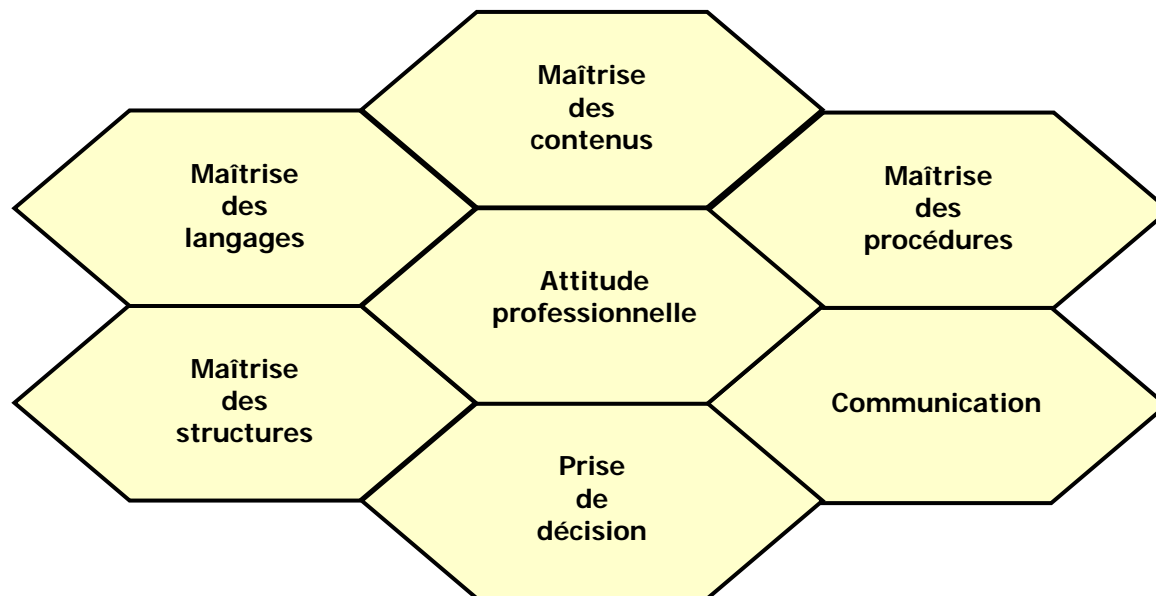 Maîtrise
des
contenus
Maîtrise
des
langages
Maîtrise
des
procédures
Attitude
professionnelle
Maîtrise
des
structures
Communication
Prise
de
décision